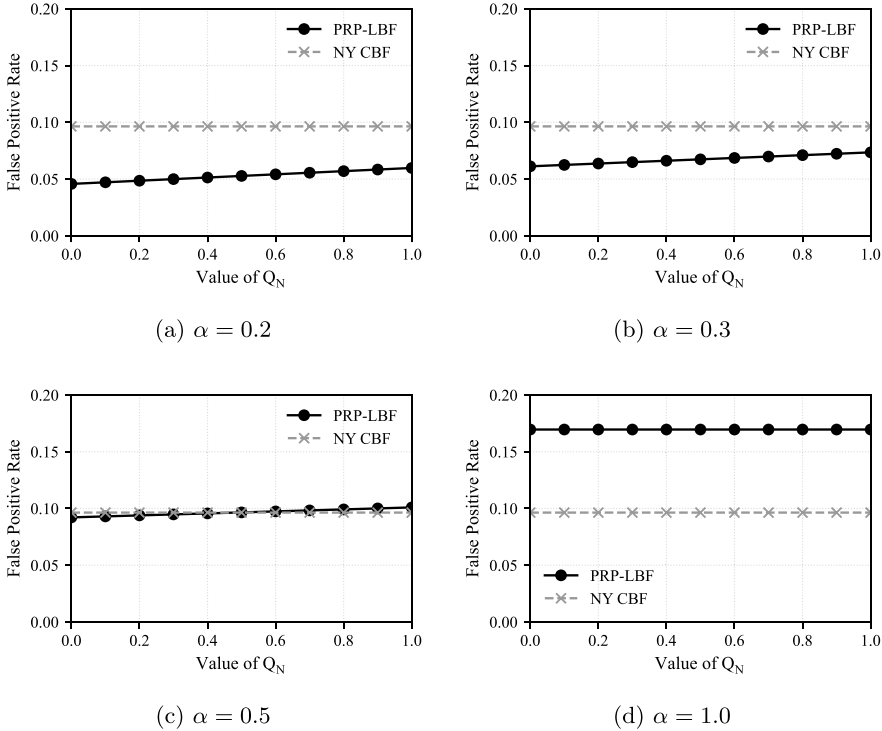 0.20
0.15
0.10
0.05
0.00
False Positive Rate
PRP-LBF
NY CBF
0.0 0.2 0.4 0.6 0.8 1.0
Value of Q_N
(a) α = 0.2
0.20
0.15
0.10
0.05
0.00
False Positive Rate
PRP-LBF
NY CBF
0.0 0.2 0.4 0.6 0.8 1.0
Value of Q_N
(b) α = 0.3
0.20
0.15
0.10
0.05
0.00
False Positive Rate
PRP-LBF
NY CBF
0.0 0.2 0.4 0.6 0.8 1.0
Value of Q_N
(c) α = 0.5
0.20
0.15
0.10
0.05
0.00
False Positive Rate
PRP-LBF
NY CBF
0.0 0.2 0.4 0.6 0.8 1.0
Value of Q_N
(d) α = 1.0